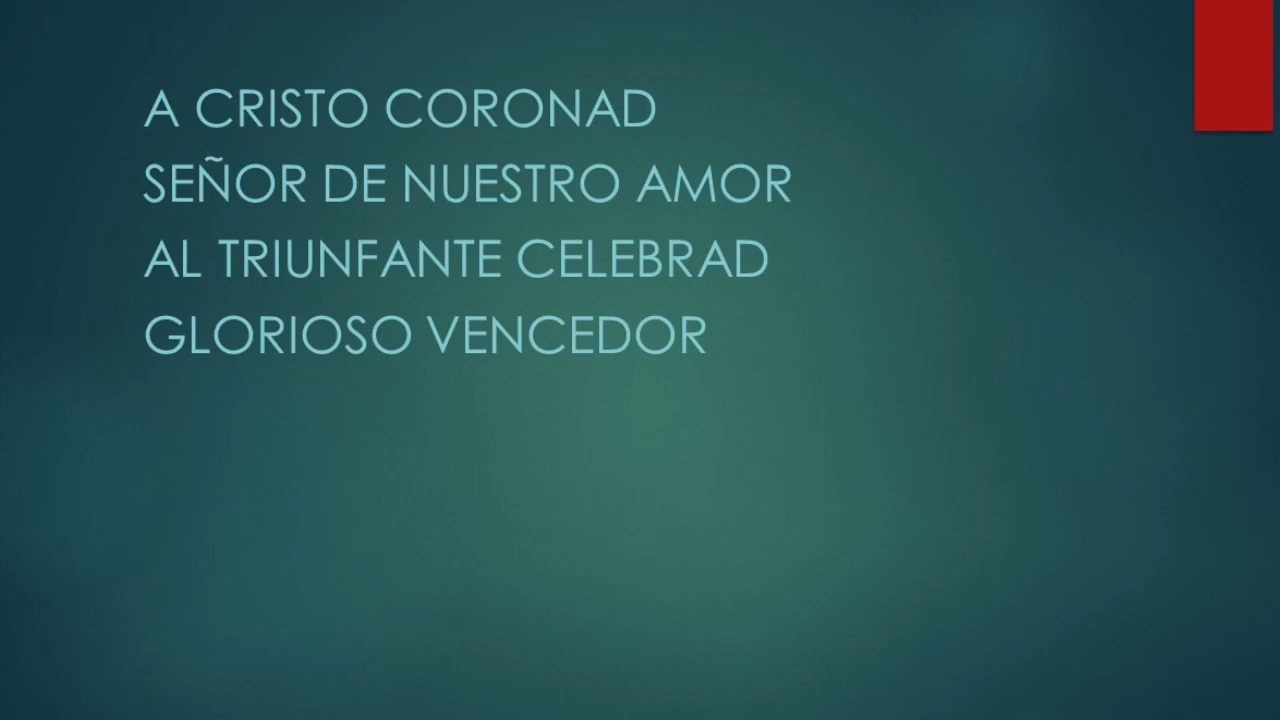 A CRISTO CORONAD
SEÑOR DE NUESTRO AMOR
AL TRIUNFANTE CELEBRAD
GLORIOSO VENCEDOR